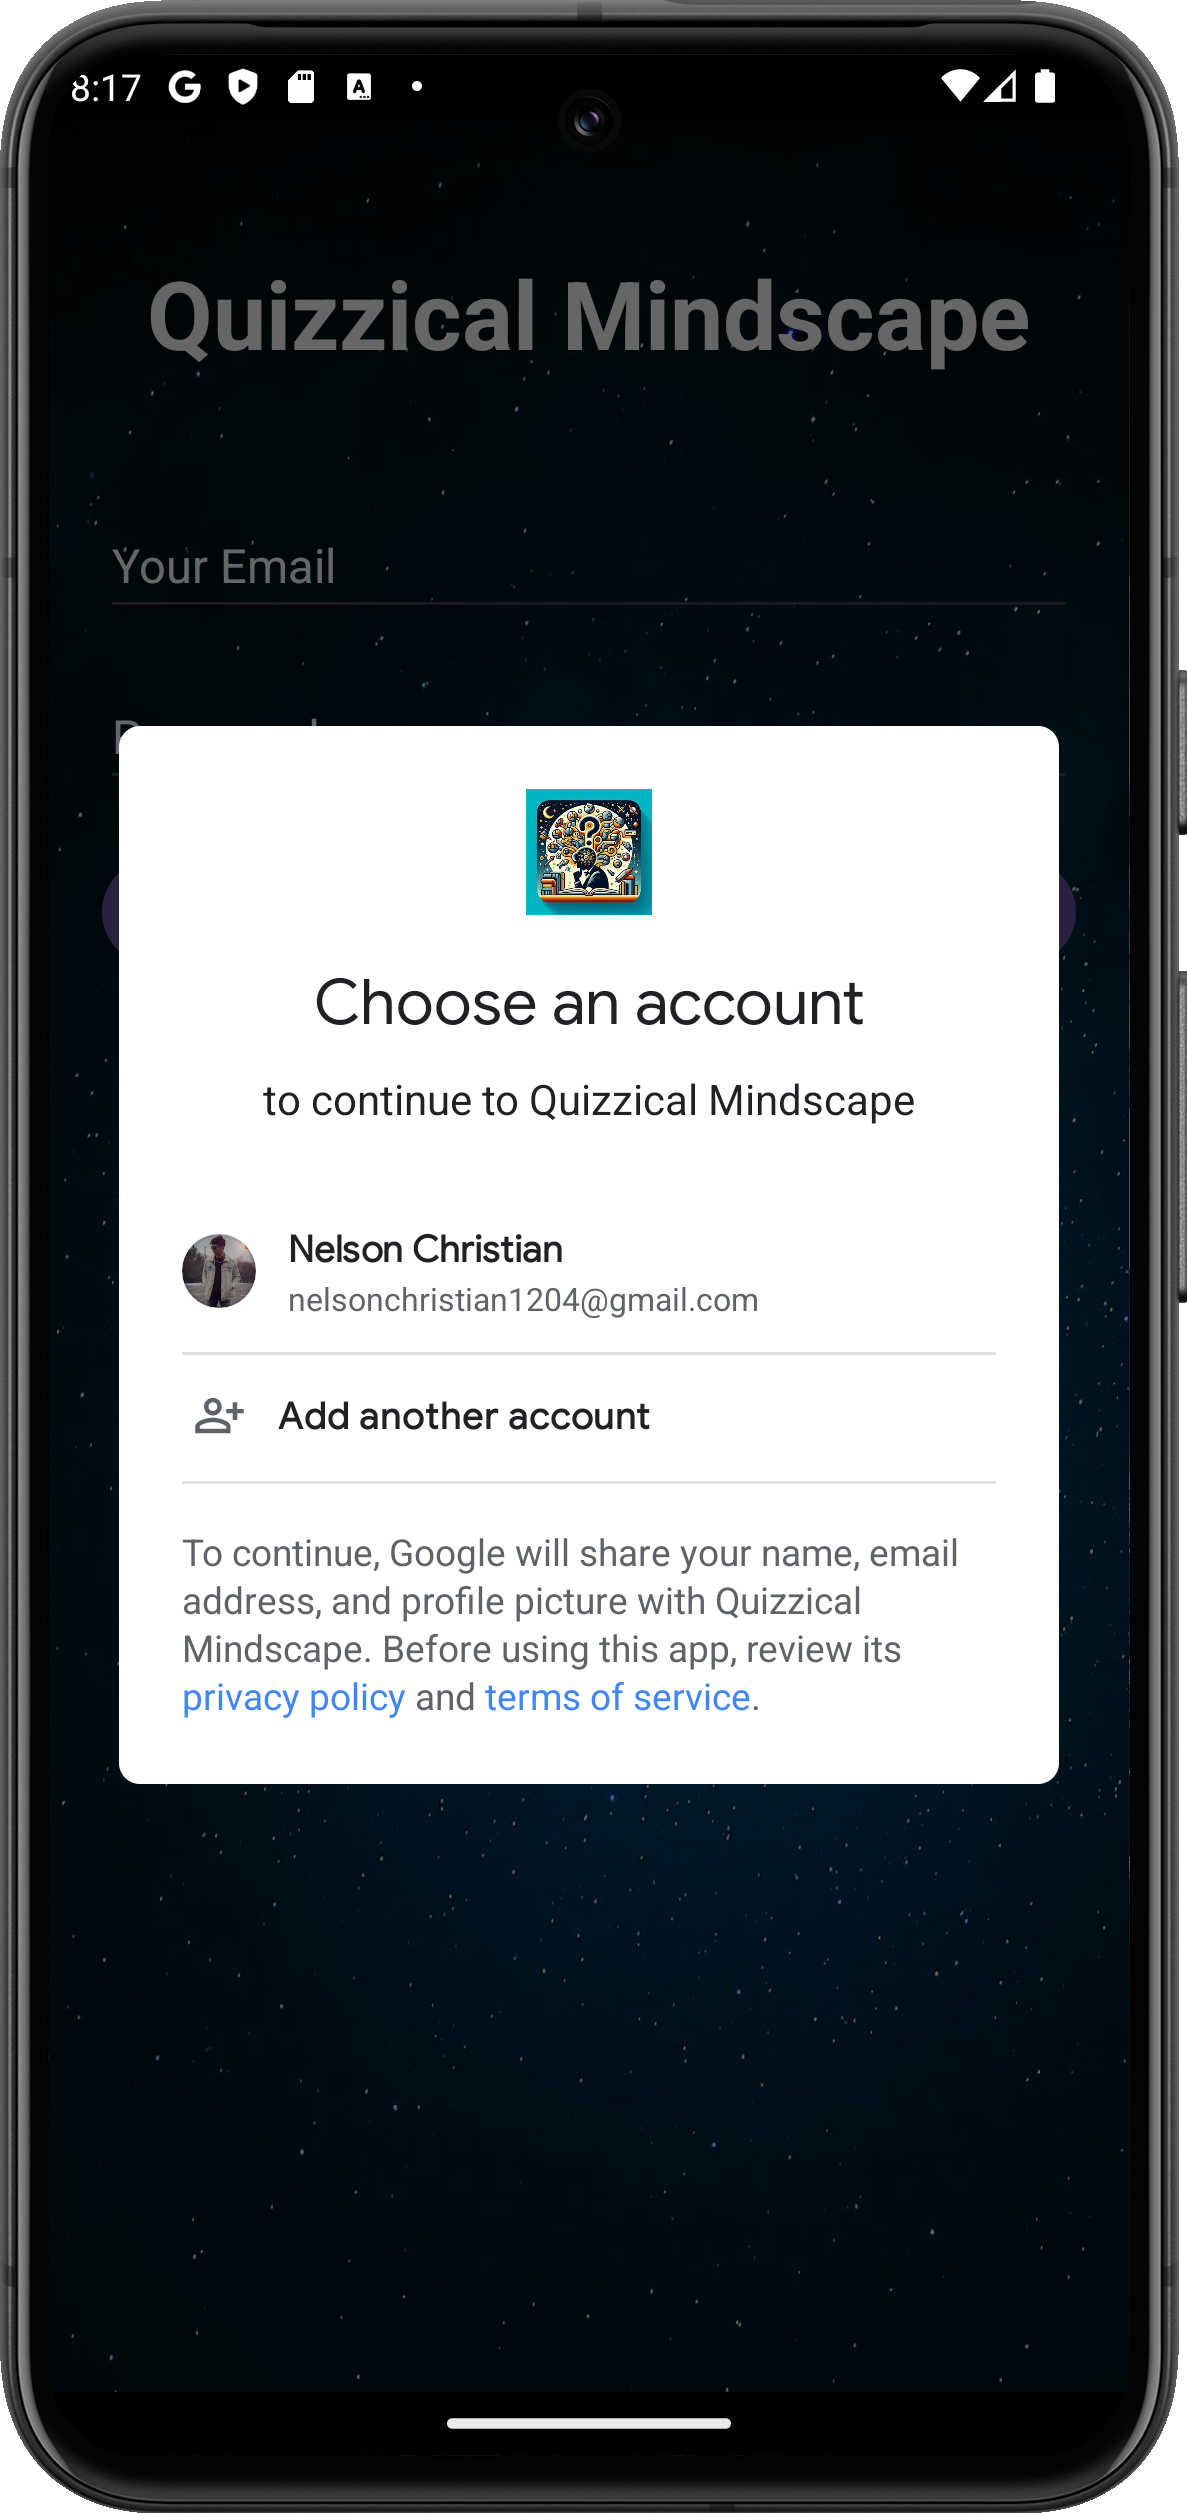 8:17
Quizzical Mindscape
Your Email
Choose an account
to continue to Quizzical Mindscape
Nelson Christian
nelsonchristian1204@gmail.com
Add another account
To continue, Google will share your name, email
address, and profile picture with Quizzical
Mindscape. Before using this app, review its
privacy policy and terms of service.